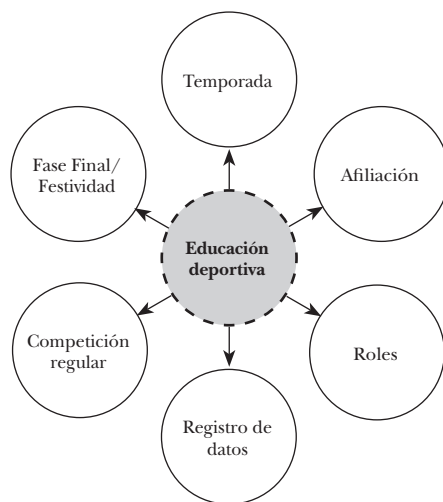 Temporada
Fase Final/
Festividad
Afiliación
Educación
deportiva
Competición
regular
Roles
Registro de
datos